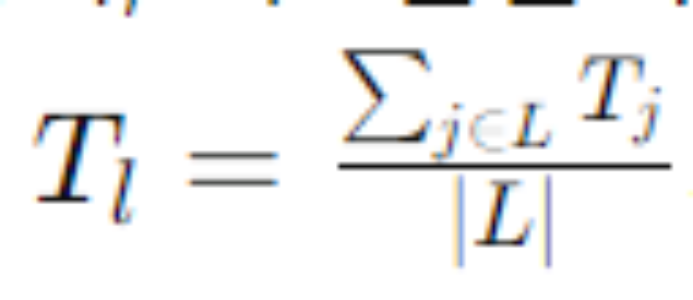 T_l = \frac{\sum_{j \in L} T_j}{|L|}